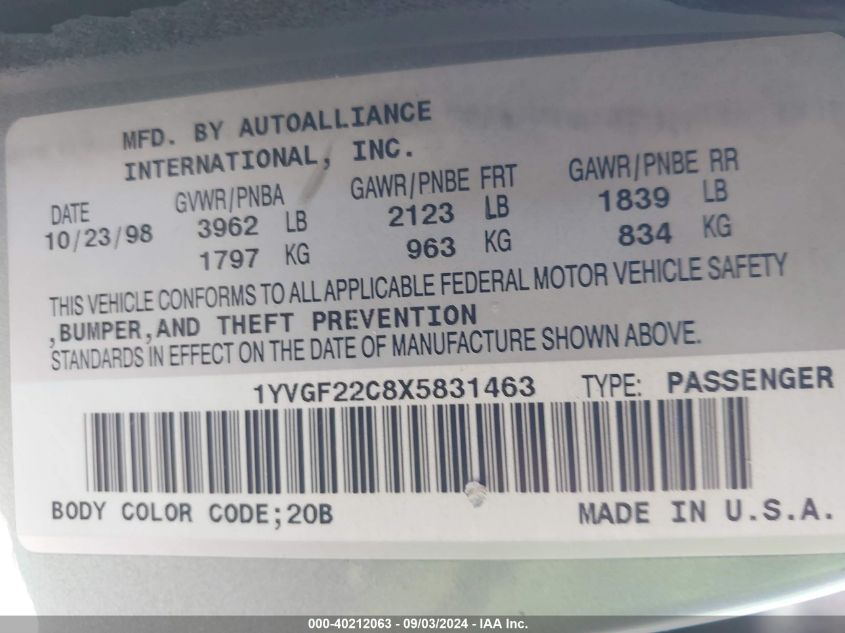 MFD. BY AUTOALLIANCE
INTERNATIONAL, INC.
DATE GVWR/PNBA GAWR/PNBE FRT GAWR/PNBE RR
10/23/98 3962 LB 2123 LB 1839 LB
1797 KG 963 KG 834 KG
THIS VEHICLE CONFORMS TO ALL APPLICABLE FEDERAL MOTOR VEHICLE SAFETY
,BUMPER,AND THEFT PREVENTION
STANDARDS IN EFFECT ON THE DATE OF MANUFACTURE SHOWN ABOVE.
1YVGF22C8X5831463 TYPE: PASSENGER
BODY COLOR CODE;20B MADE IN U.S.A.
000-40212063 - 09/03/2024 - IAA Inc.